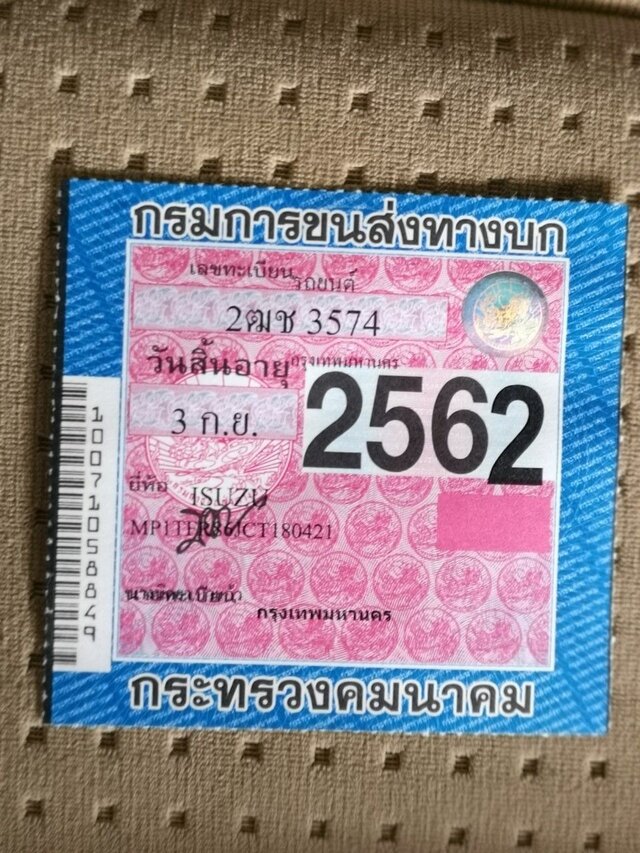 กรมการขนส่งทางบก
เลขทะเบียน รถยนต์
2ฒช 3574
วันสิ้นอายุ กรุงเทพมหานคร
3 ก.ย. 2562
ยี่ห้อ ISUZU
กรุงเทพมหานคร
กระทรวงคมนาคม
10071058849